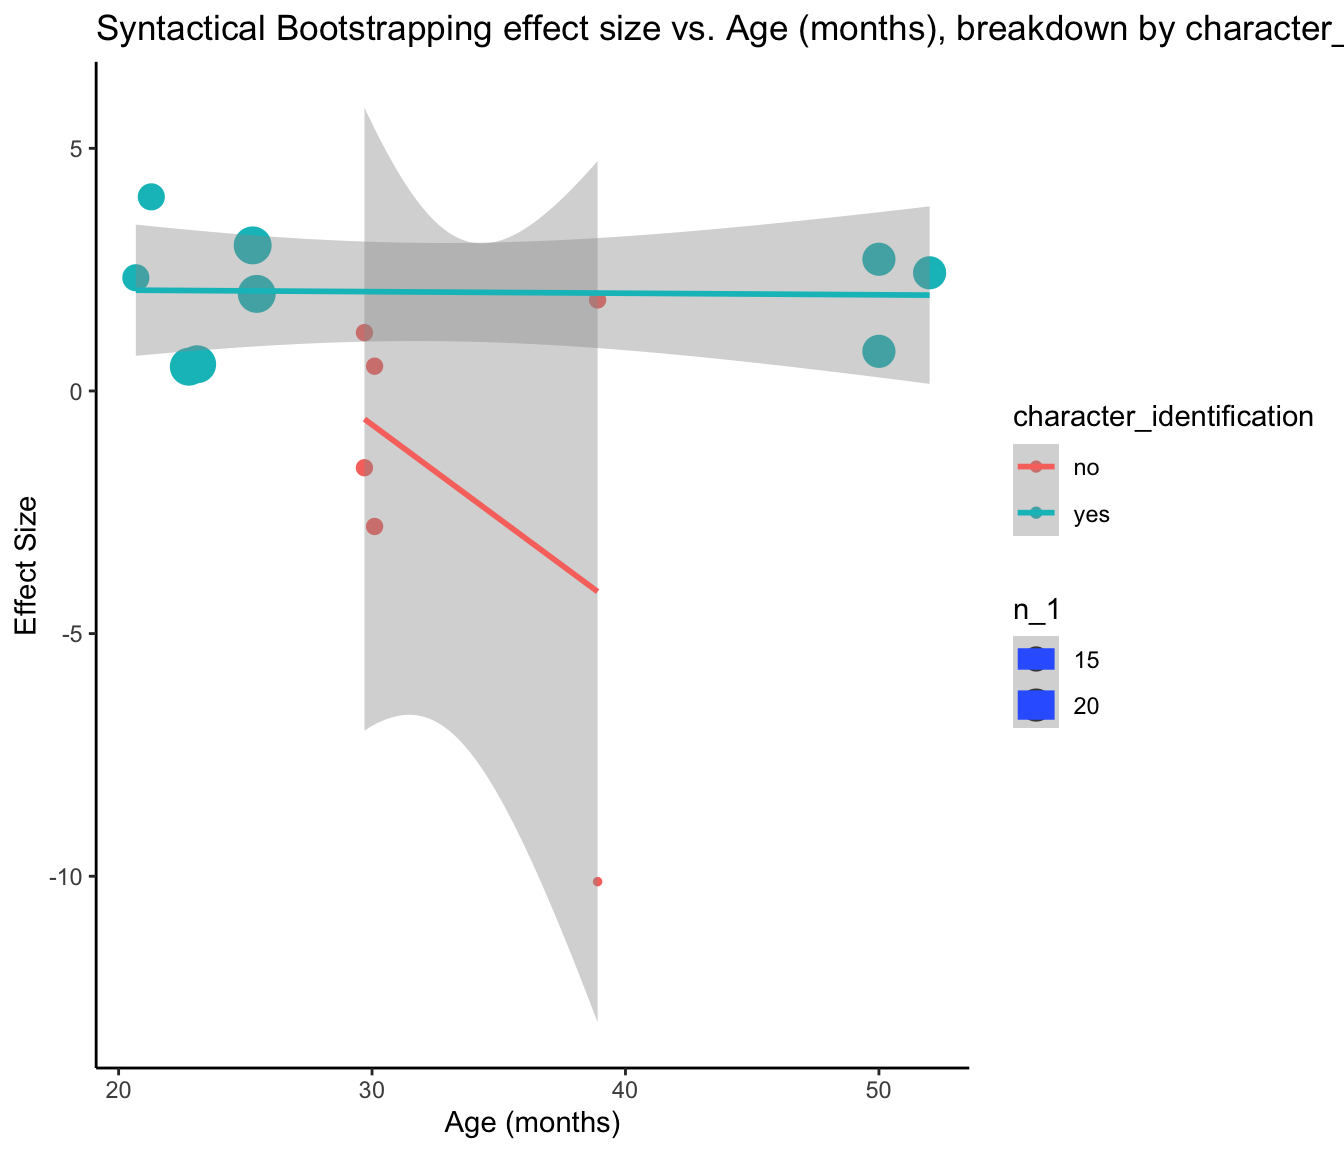 Syntactical Bootstrapping effect size vs. Age (months), breakdown by character_
5
0
-5
-10
Effect Size
20 30 40 50
Age (months)
character_identification
no
yes
n_1
15
20